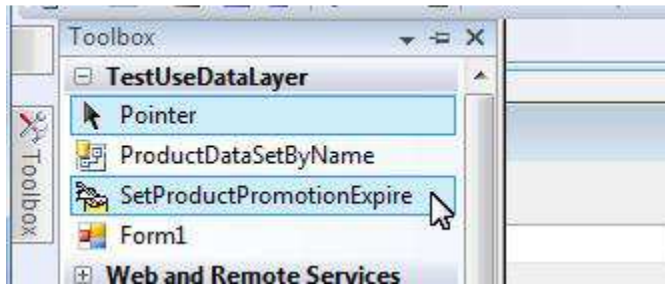 Toolbox
TestUseDataLayer
Pointer
ProductDataSetByName
SetProductPromotionExpire
Form1
Web and Remote Services
Toolbox